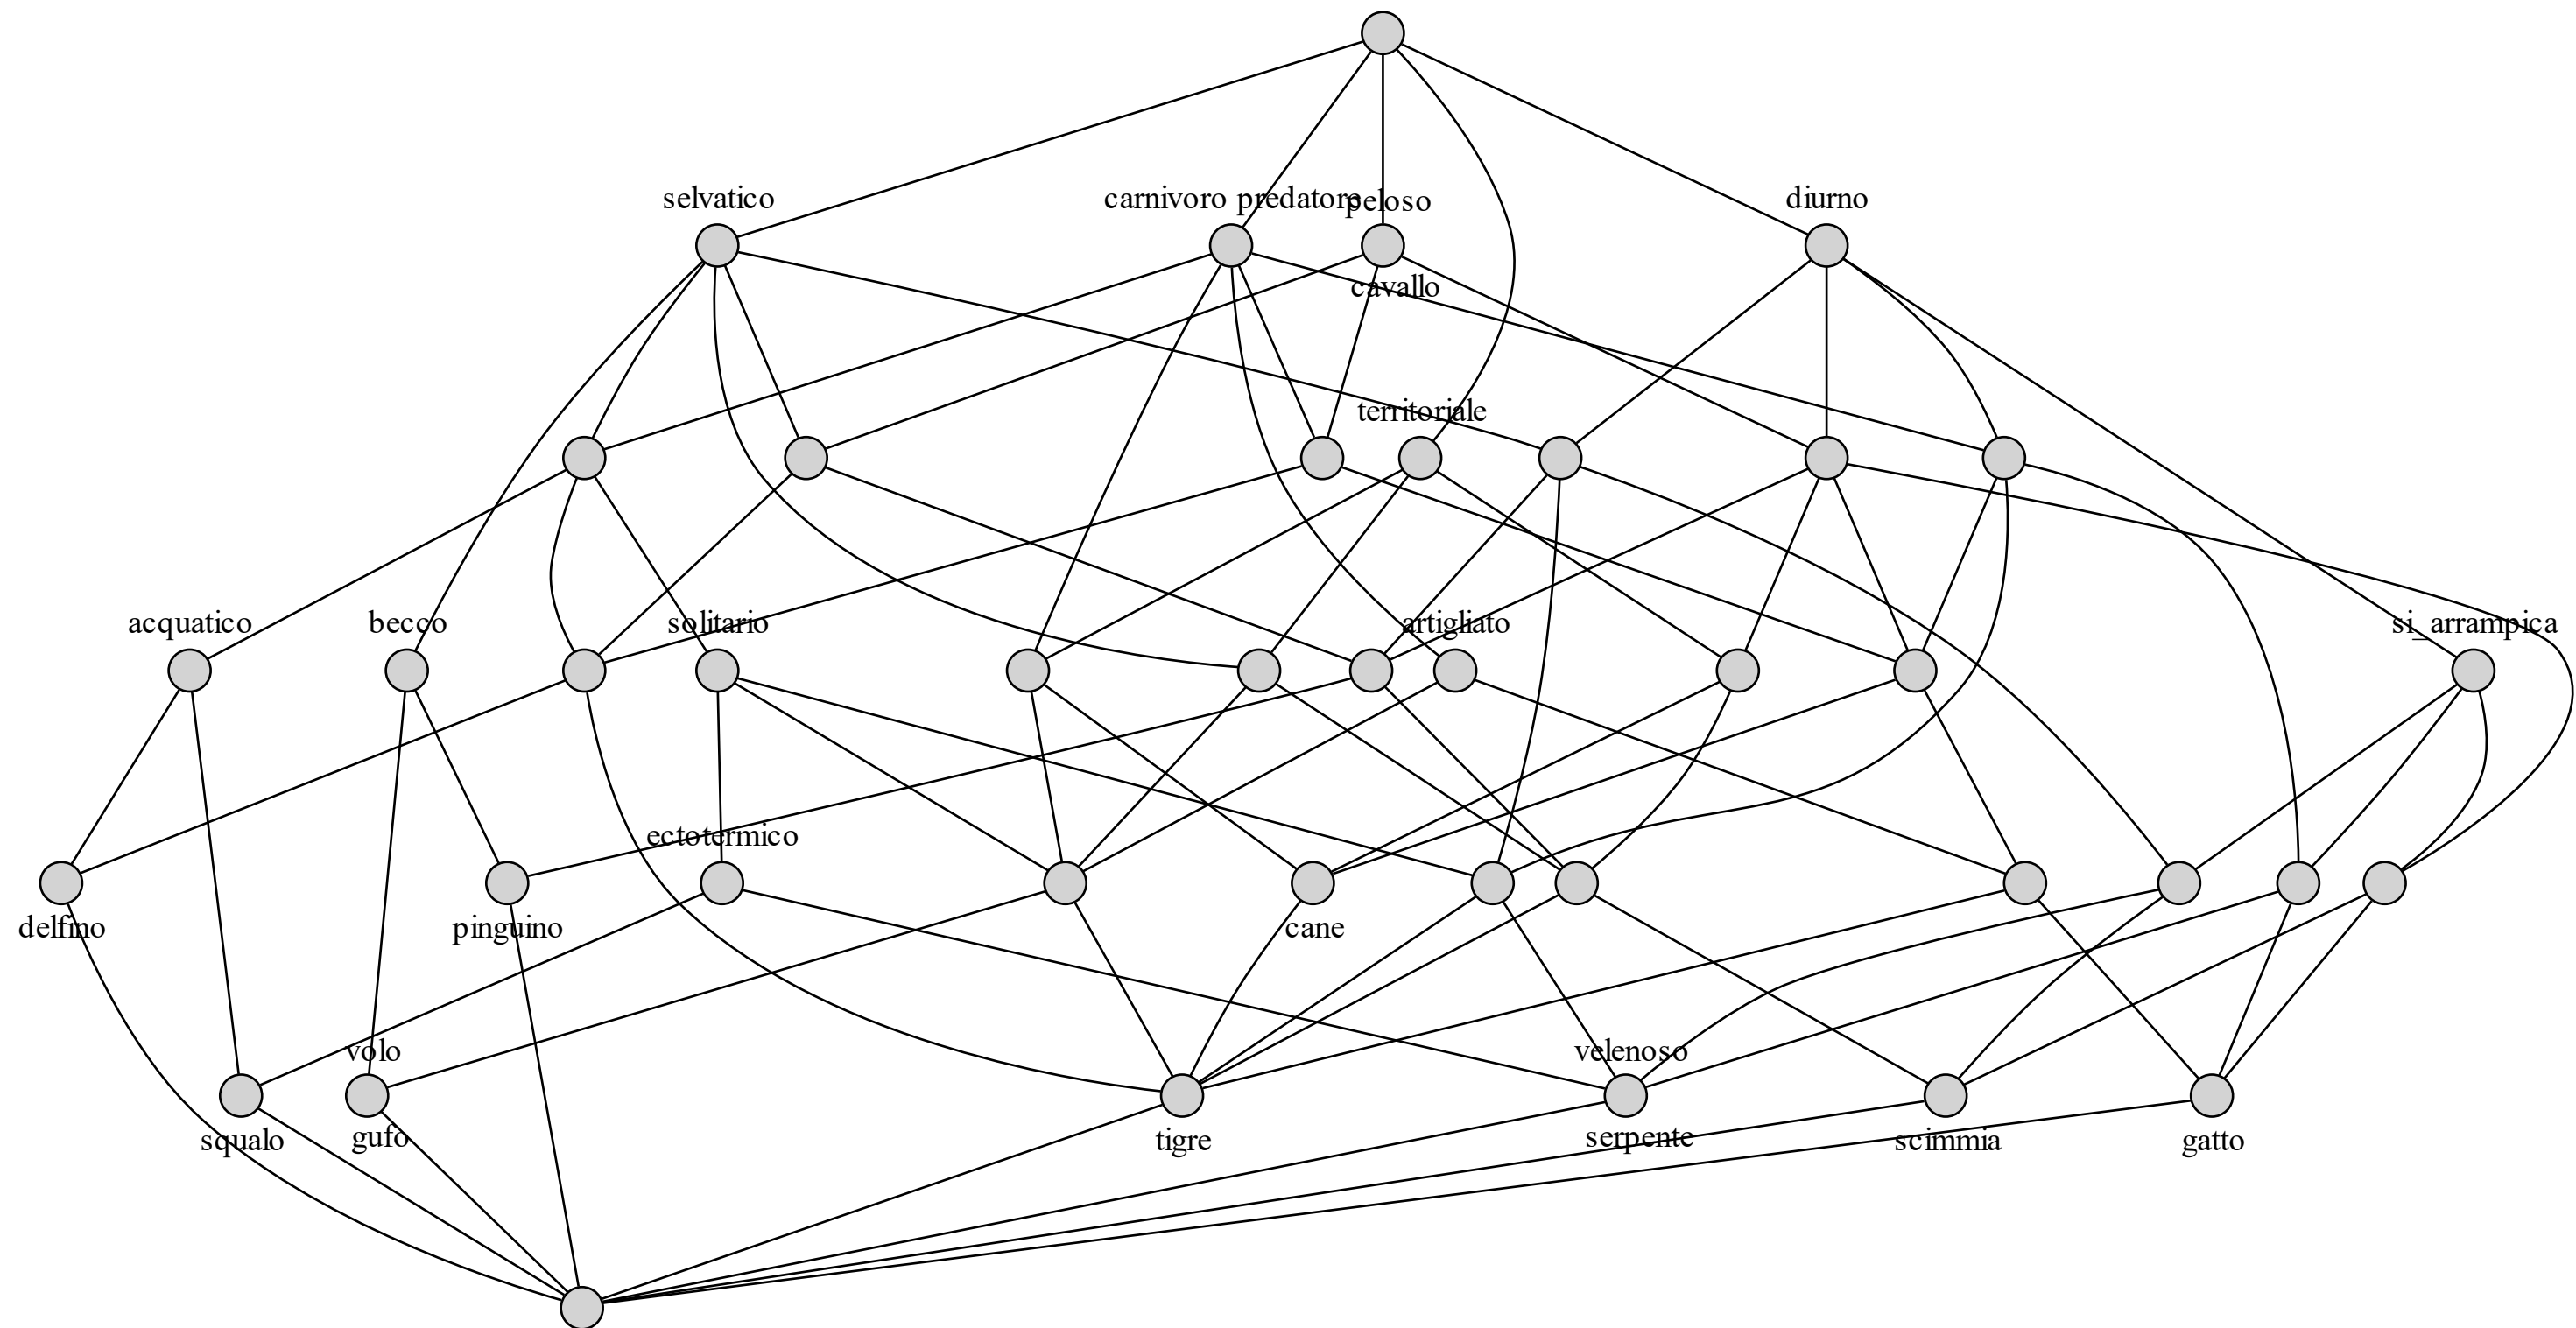 selvatico
carnivoro predatore
peloso
diurno
cavallo
territoriale
acquatico
becco
solitario
artigliato
si_arrampica
ectotermico
delfino
pinguino
cane
volo
velenoso
squalo
gufo
tigre
serpente
scimmia
gatto